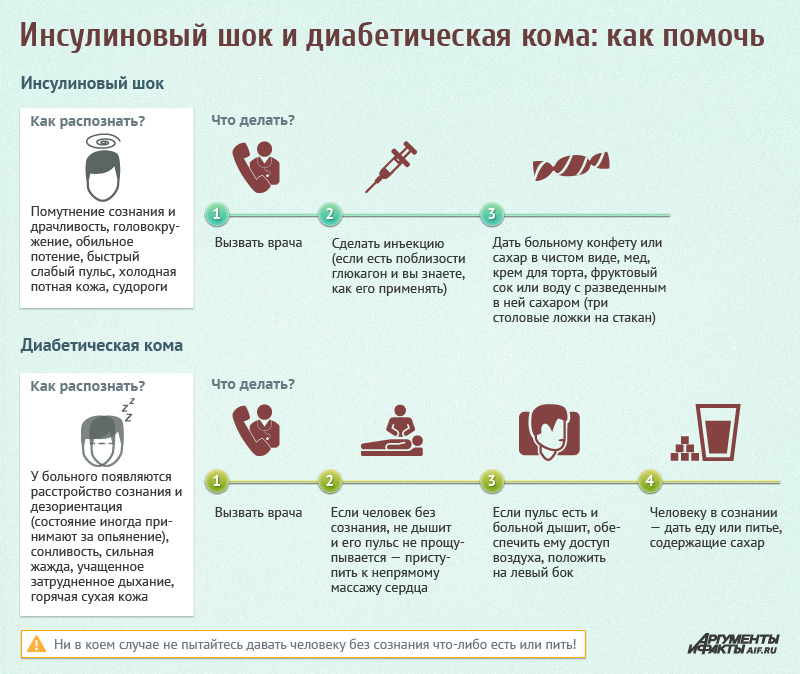 Инсулиновый шок и диабетическая кома: как помочь
Инсулиновый шок
Как распознать?
Помутнение сознания и
драчливость, головокру-
жение, обильное
потение, быстрый
слабый пульс, холодная
потная кожа, судороги
Что делать?
1
Вызвать врача
2
Сделать инъекцию
(если есть поблизости
глюкагон и вы знаете,
как его применять)
3
Дать больному конфету или
сахар в чистом виде, мед,
крем для торта, фруктовый
сок или воду с разведенным
в ней сахаром (три
столовые ложки на стакан)
Диабетическая кома
Как распознать?
z z
z
У больного появляются
расстройство сознания и
дезориентация
(состояние иногда при-
нимают за опьянение),
сонливость, сильная
жажда, учащенное
затрудненное дыхание,
горячая сухая кожа
Что делать?
1
Вызвать врача
2
Если человек без
сознания, не дышит
и его пульс не прощу-
пывается — присту-
пить к непрямому
массажу сердца
3
Если пульс есть и
больной дышит, обе-
спечить ему доступ
воздуха, положить
на левый бок
4
Человеку в сознании
— дать еду или питье,
содержащие сахар
Ни в коем случае не пытайтесь давать человеку без сознания что-либо есть или пить!
АРГУМЕНТЫ
И ФАКТЫ AIF.RU